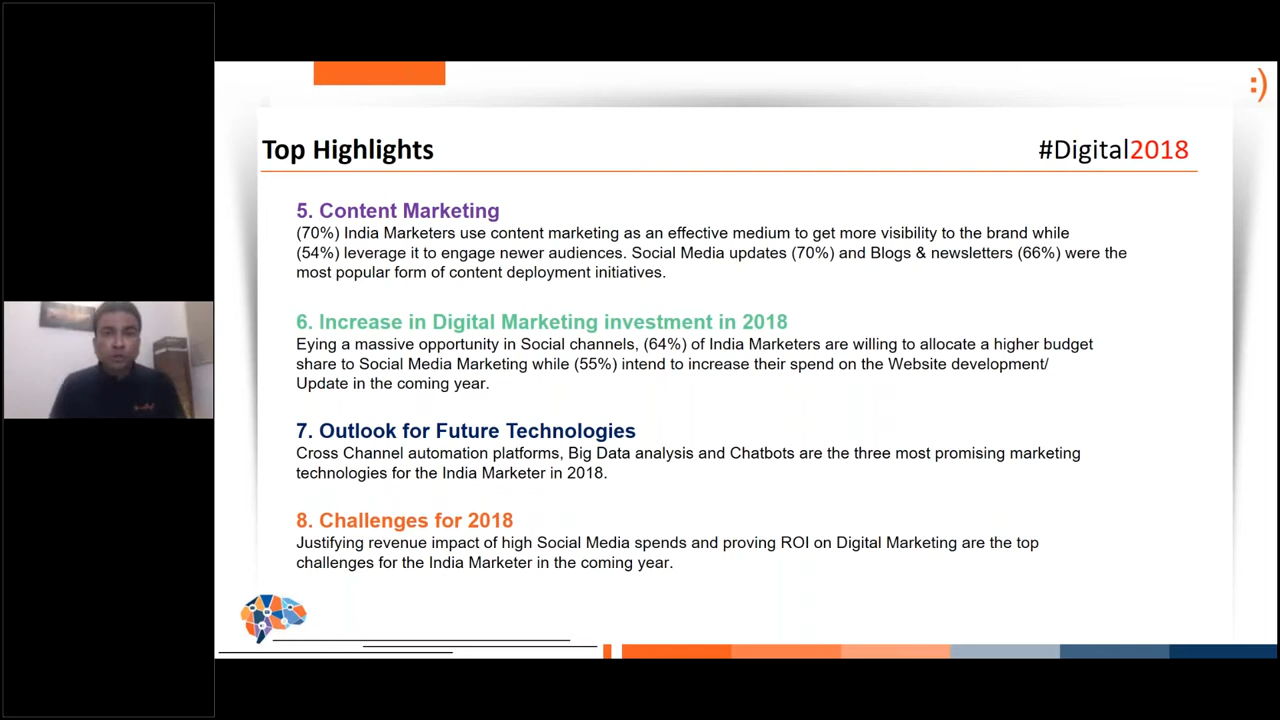 :)
Top Highlights
#Digital2018
5. Content Marketing
(70%) India Marketers use content marketing as an effective medium to get more visibility to the brand while
(54%) leverage it to engage newer audiences. Social Media updates (70%) and Blogs & newsletters (66%) were the
most popular form of content deployment initiatives.
6. Increase in Digital Marketing investment in 2018
Eying a massive opportunity in Social channels, (64%) of India Marketers are willing to allocate a higher budget
share to Social Media Marketing while (55%) intend to increase their spend on the Website development/
Update in the coming year.
7. Outlook for Future Technologies
Cross Channel automation platforms, Big Data analysis and Chatbots are the three most promising marketing
technologies for the India Marketer in 2018.
8. Challenges for 2018
Justifying revenue impact of high Social Media spends and proving ROI on Digital Marketing are the top
challenges for the India Marketer in the coming year.